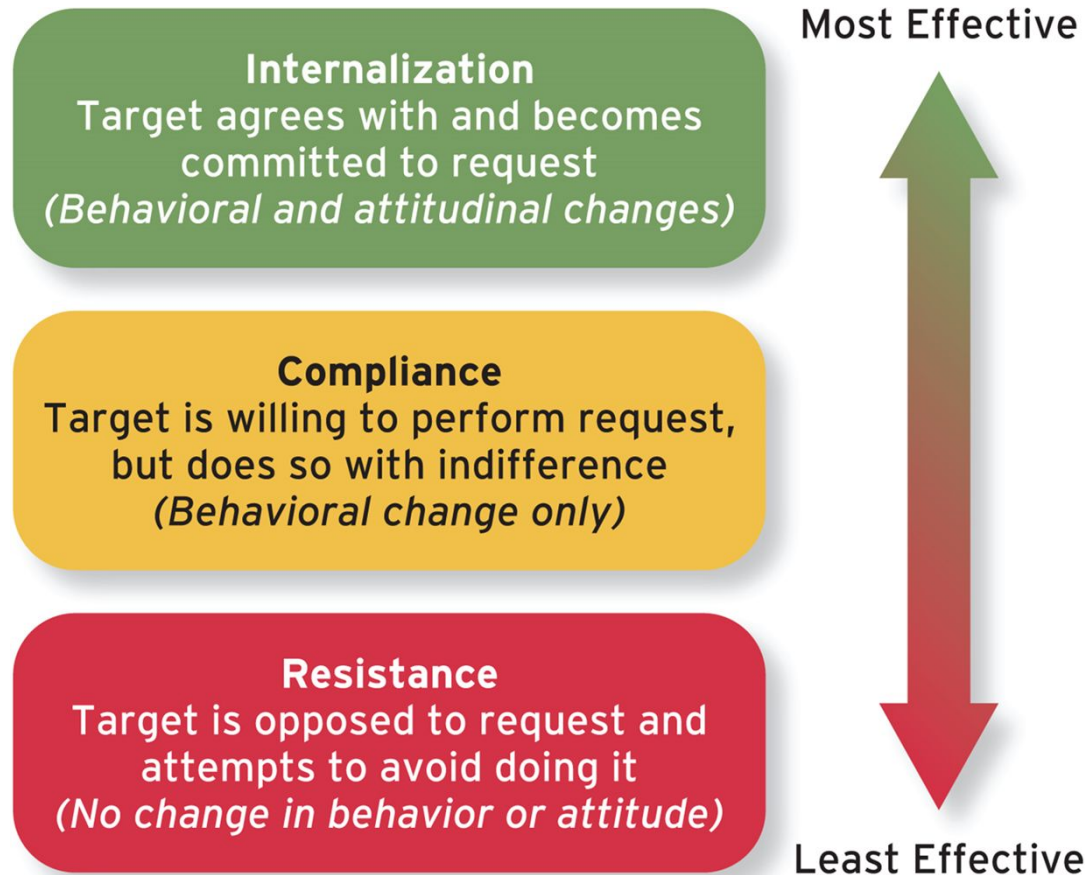 Most Effective
Internalization
Target agrees with and becomes
committed to request
(Behavioral and attitudinal changes)
Compliance
Target is willing to perform request,
but does so with indifference
(Behavioral change only)
Resistance
Target is opposed to request and
attempts to avoid doing it
(No change in behavior or attitude)
Least Effective